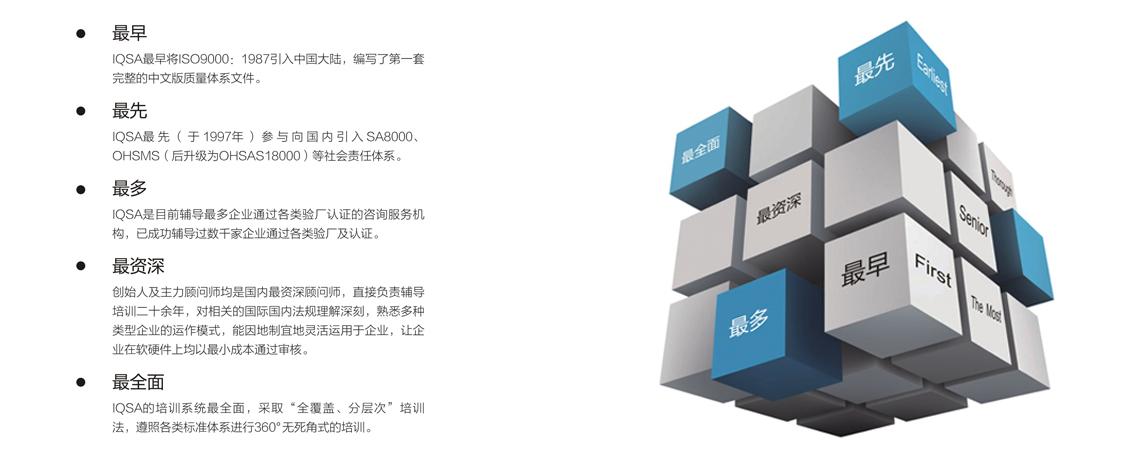 最早
IQSA最早将ISO9000：1987引入中国大陆，编写了第一套
完整的中文版质量体系文件。
最先
IQSA最先（于1997年）参与向国内引入SA8000、
OHSMS（后升级为OHSAS18000）等社会责任体系。
最多
IQSA是目前辅导最多企业通过各类验厂认证的咨询服务机
构，已成功辅导过数千家企业通过各类验厂及认证。
最资深
创始人及主力顾问师均是国内最资深顾问师，直接负责辅导
培训二十余年，对相关的国际国内法规理解深刻，熟悉多种
类型企业的运作模式，能因地制宜地灵活运用于企业，让企
业在软硬件上均以最小成本通过审核。
最全面
IQSA的培训系统最全面，采取“全覆盖、分层次”培训
法，遵照各类标准体系进行360°无死角式的培训。
最先
Earliest
最全面
Thorough
最资深
Senior
最早
First
最多
The Most